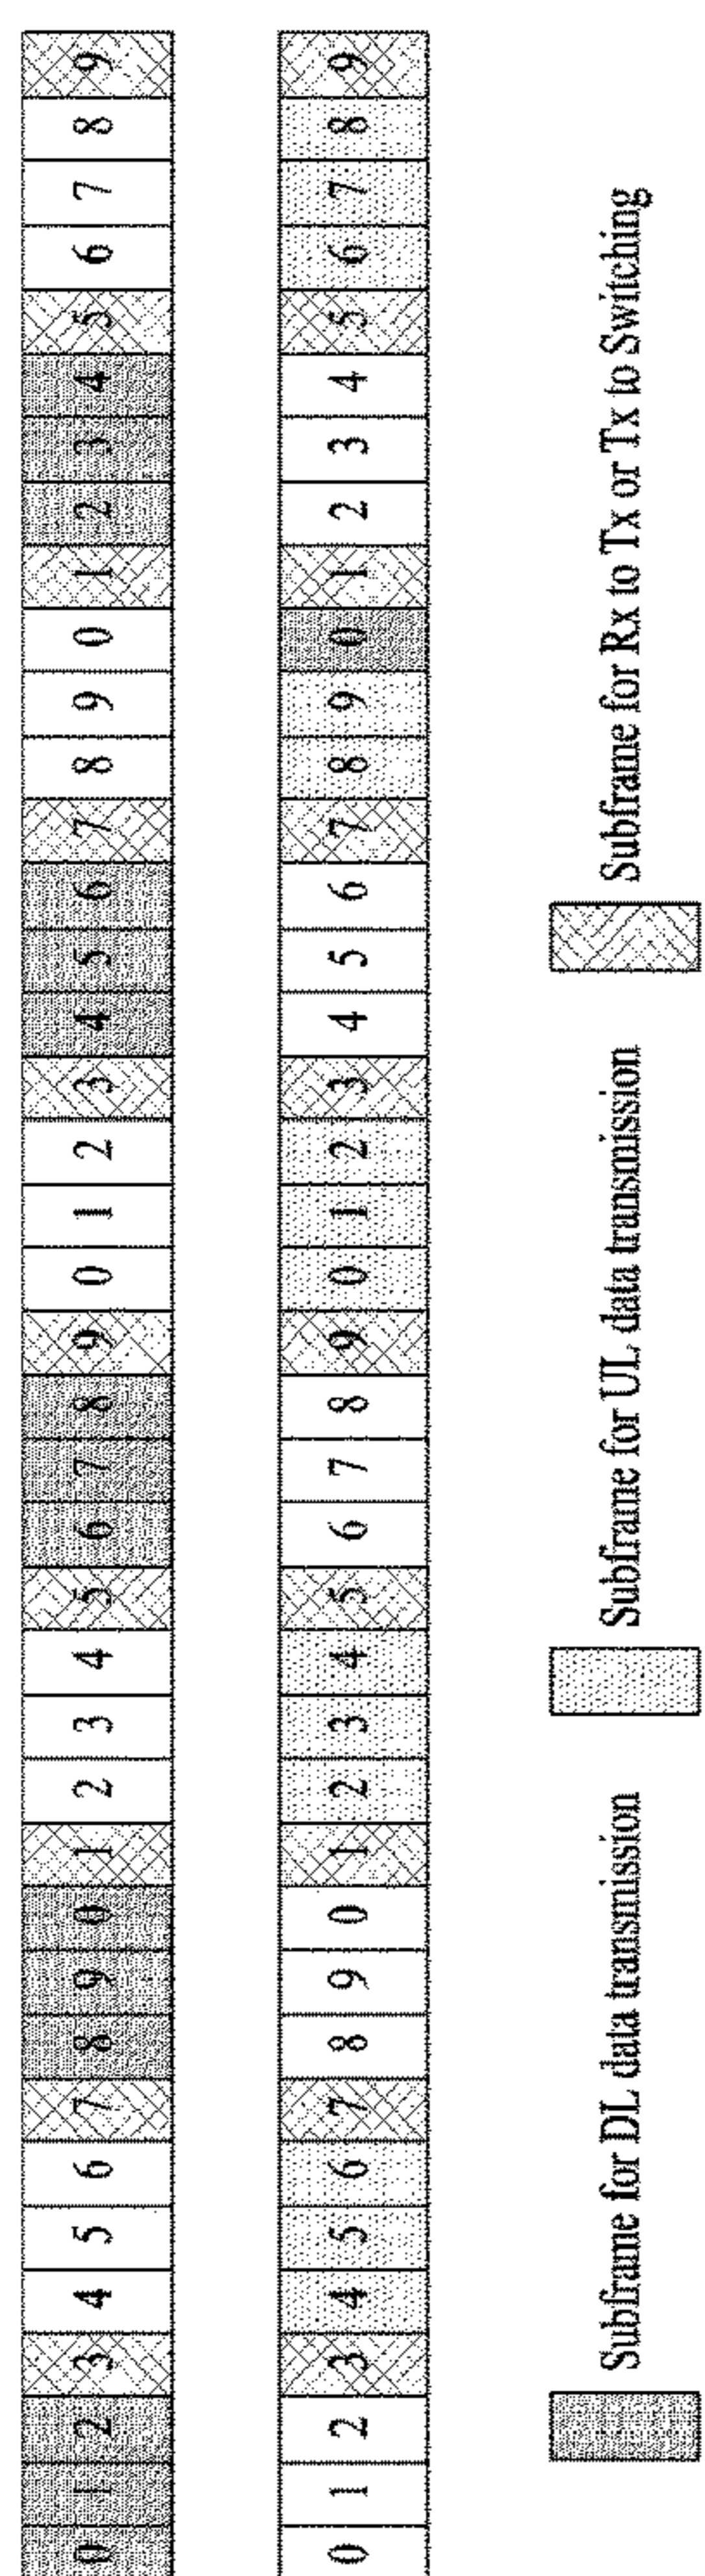 0 1 2 3 4 5 6 7 8 9 0 1 2 3 4 5 6 7 8 9 0 1 2 3 4 5 6 7 8 9 0 1 2 3 4 5 6 7 8 9
0 1 2 3 4 5 6 7 8 9 0 1 2 3 4 5 6 7 8 9 0 1 2 3 4 5 6 7 8 9 0 1 2 3 4 5 6 7 8 9
Subframe for DL data transmission
Subframe for UL data transmission
Subframe for Rx to Tx or Tx to Switching